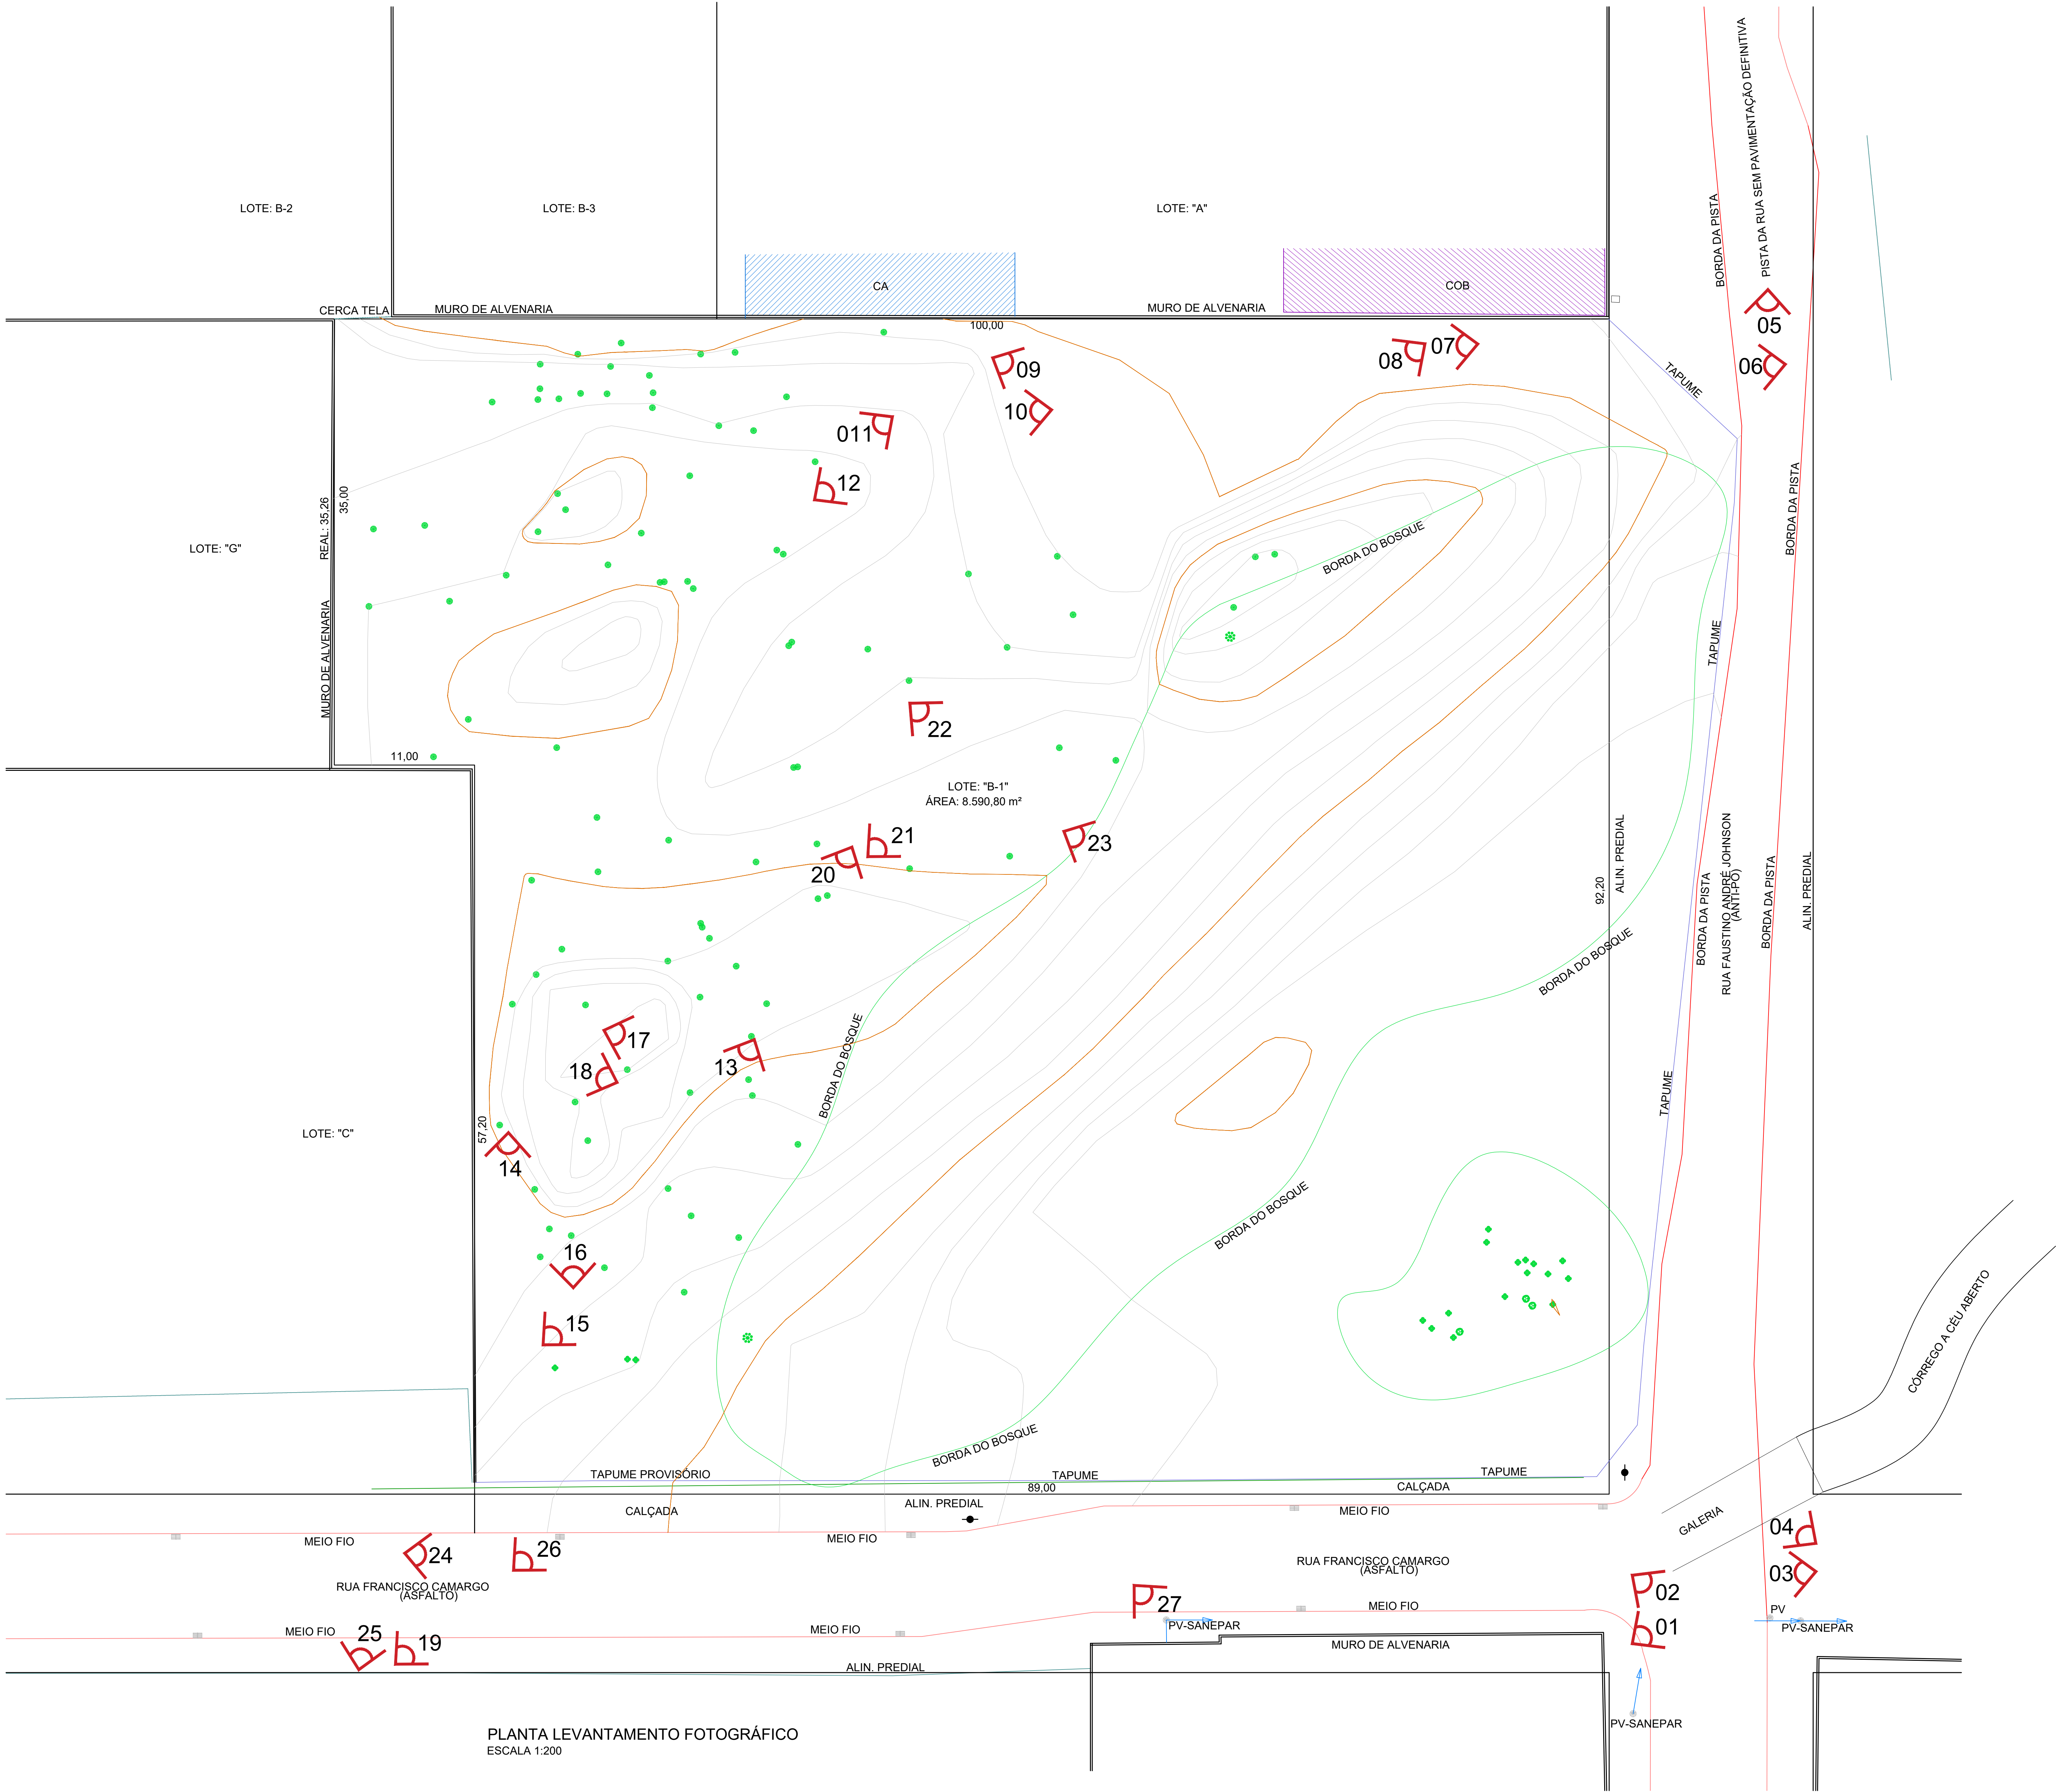 PISTA DA RUA SEM PAVIMENTAÇÃO DEFINITIVA
BORDA DA PISTA
LOTE: B-2
LOTE: B-3
LOTE: "A"
CA
COB
CERCA TELA
MURO DE ALVENARIA
MURO DE ALVENARIA
100,00
05
06
07
08
09
10
011
12
TAPUME
BORDA DA PISTA
REAL: 35,26
35,00
LOTE: "G"
MURO DE ALVENARIA
BORDA DO BOSQUE
TAPUME
22
11,00
LOTE: "B-1"
ÁREA: 8.590,80 m²
21
20
23
ALIN. PREDIAL
92,20
BORDA DA PISTA
RUA FAUSTINO ANDRÉ JOHNSON
(ANTI-PÓ)
BORDA DA PISTA
ALIN. PREDIAL
BORDA DO BOSQUE
17
18
13
BORDA DO BOSQUE
TAPUME
LOTE: "C"
57,20
14
16
15
BORDA DO BOSQUE
CÓRREGO A CÉU ABERTO
BORDA DO BOSQUE
TAPUME PROVISÓRIO
TAPUME
TAPUME
89,00
CALÇADA
CALÇADA
ALIN. PREDIAL
MEIO FIO
MEIO FIO
MEIO FIO
GALERIA
04
24
26
RUA FRANCISCO CAMARGO
(ASFALTO)
RUA FRANCISCO CAMARGO
(ASFALTO)
03
02
27
MEIO FIO
PV
PV-SANEPAR
PV-SANEPAR
01
MEIO FIO
MEIO FIO
25
19
MURO DE ALVENARIA
ALIN. PREDIAL
PV-SANEPAR
PLANTA LEVANTAMENTO FOTOGRÁFICO
ESCALA 1:200